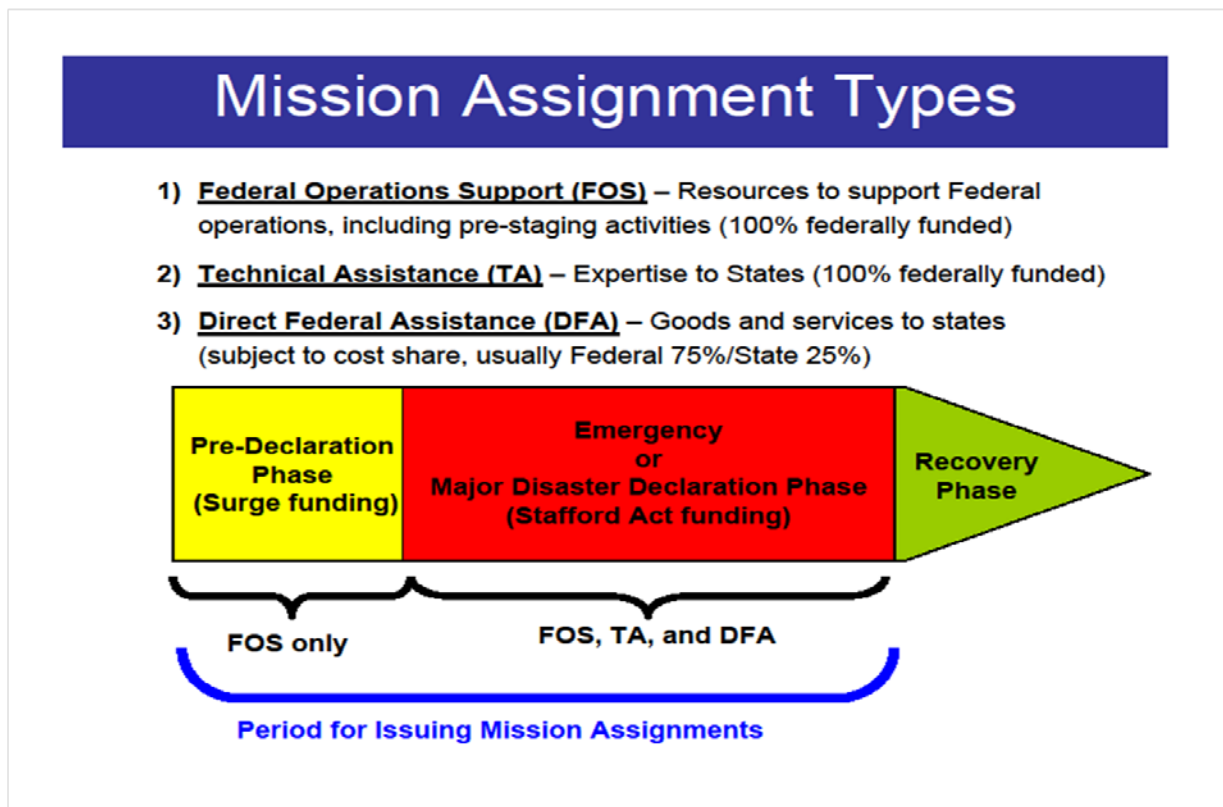 Mission Assignment Types
1) Federal Operations Support (FOS) – Resources to support Federal
operations, including pre-staging activities (100% federally funded)
2) Technical Assistance (TA) – Expertise to States (100% federally funded)
3) Direct Federal Assistance (DFA) – Goods and services to states
(subject to cost share, usually Federal 75%/State 25%)
Pre-Declaration
Phase
(Surge funding)
Emergency
or
Major Disaster Declaration Phase
(Stafford Act funding)
Recovery
Phase
FOS only
FOS, TA, and DFA
Period for Issuing Mission Assignments